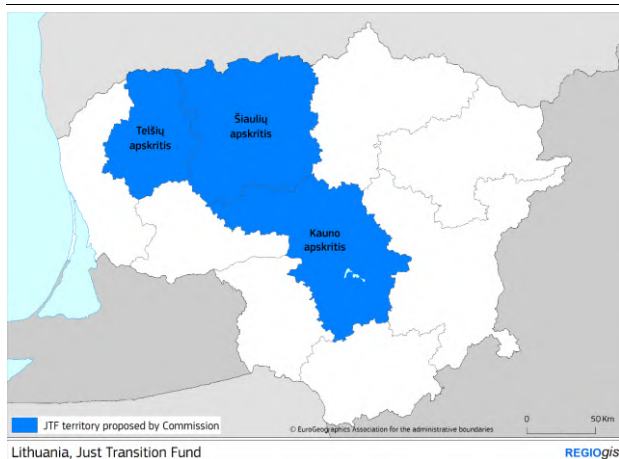 Telšių
apskritis
Šiaulių
apskritis
Kauno
apskritis
JTF territory proposed by Commission
© EuroGeographics Association for the administrative boundaries
0 50 Km
Lithuania, Just Transition Fund
REGIOgis